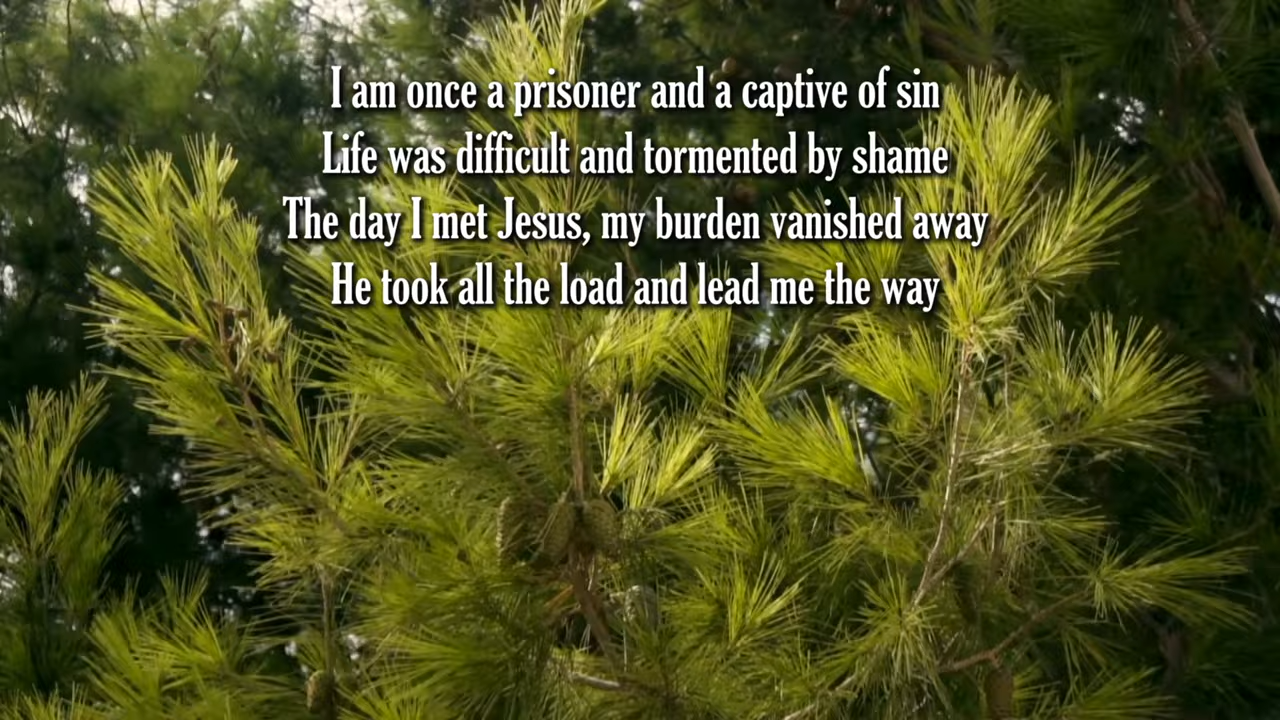 I am once a prisoner and a captive of sin
Life was difficult and tormented by shame
The day I met Jesus, my burden vanished away
He took all the load and lead me the way